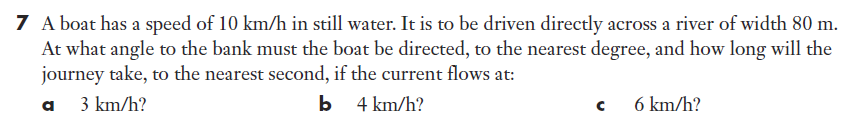 7 A boat has a speed of 10 km/h in still water. It is to be driven directly across a river of width 80 m.
At what angle to the bank must the boat be directed, to the nearest degree, and how long will the
journey take, to the nearest second, if the current flows at:
a 3 km/h? b 4 km/h? c 6 km/h?